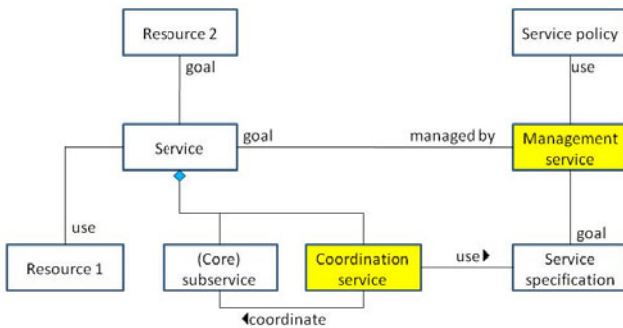 Resource 2
Service policy
goal
use
Service
goal
managed by
Management
service
use
goal
Resource 1
(Core)
subservice
Coordination
service
use
Service
specification
coordinate